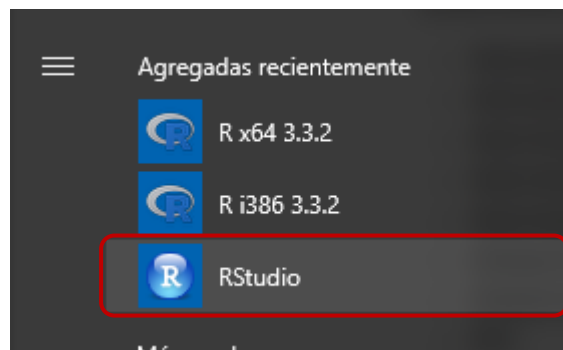 Agregadas recientemente
R x64 3.3.2
R i386 3.3.2
RStudio